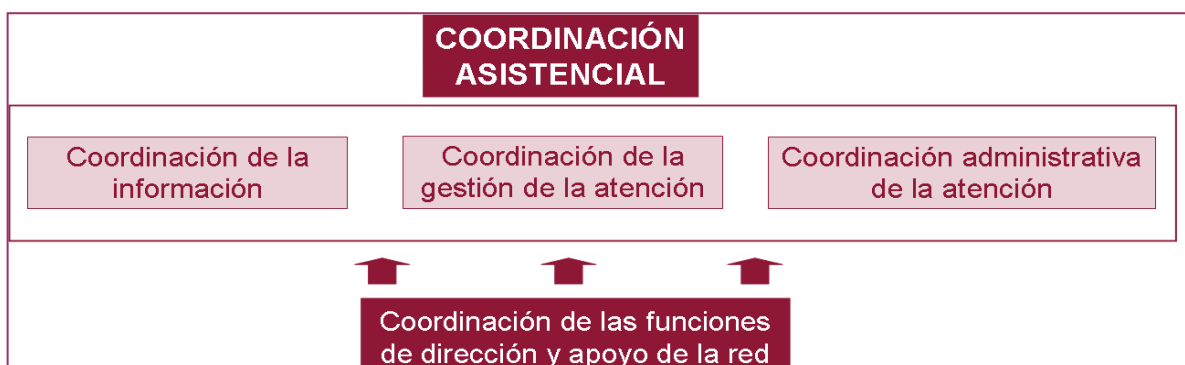 COORDINACIÓN
ASISTENCIAL
Coordinación de la
información
Coordinación de la
gestión de la atención
Coordinación administrativa
de la atención
Coordinación de las funciones
de dirección y apoyo de la red